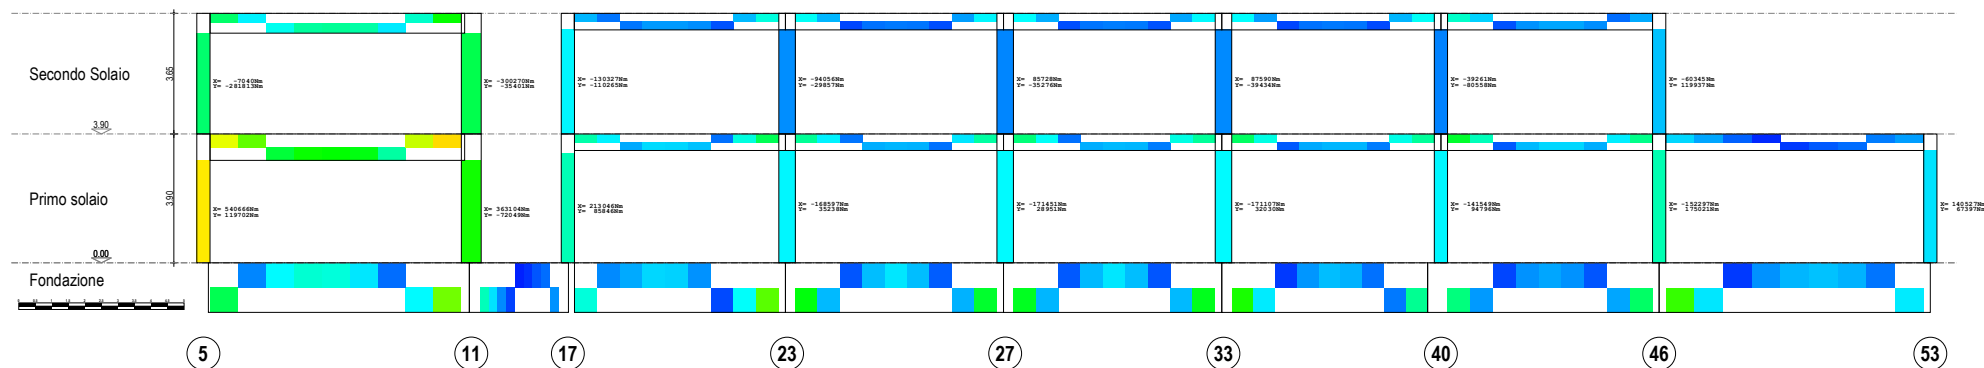 Secondo Solaio
3.65
X= -7040Nm
Y= -281813Nm
X= -300270Nm
Y= -35401Nm
X= -130327Nm
Y= -110265Nm
X= -94056Nm
Y= -29857Nm
X= 85728Nm
Y= -35276Nm
X= 87590Nm
Y= -39434Nm
X= -39261Nm
Y= -80558Nm
X= -60345Nm
Y= 119937Nm
3.90
Primo solaio
3.90
X= 540666Nm
Y= 119702Nm
X= 363104Nm
Y= -72049Nm
X= 213046Nm
Y= 85846Nm
X= -168597Nm
Y= 35238Nm
X= -171451Nm
Y= 28951Nm
X= -171107Nm
Y= 32030Nm
X= -141549Nm
Y= 94796Nm
X= -152297Nm
Y= 175021Nm
X= 140527Nm
Y= 67397Nm
0.00
Fondazione
5
11
17
23
27
33
40
46
53